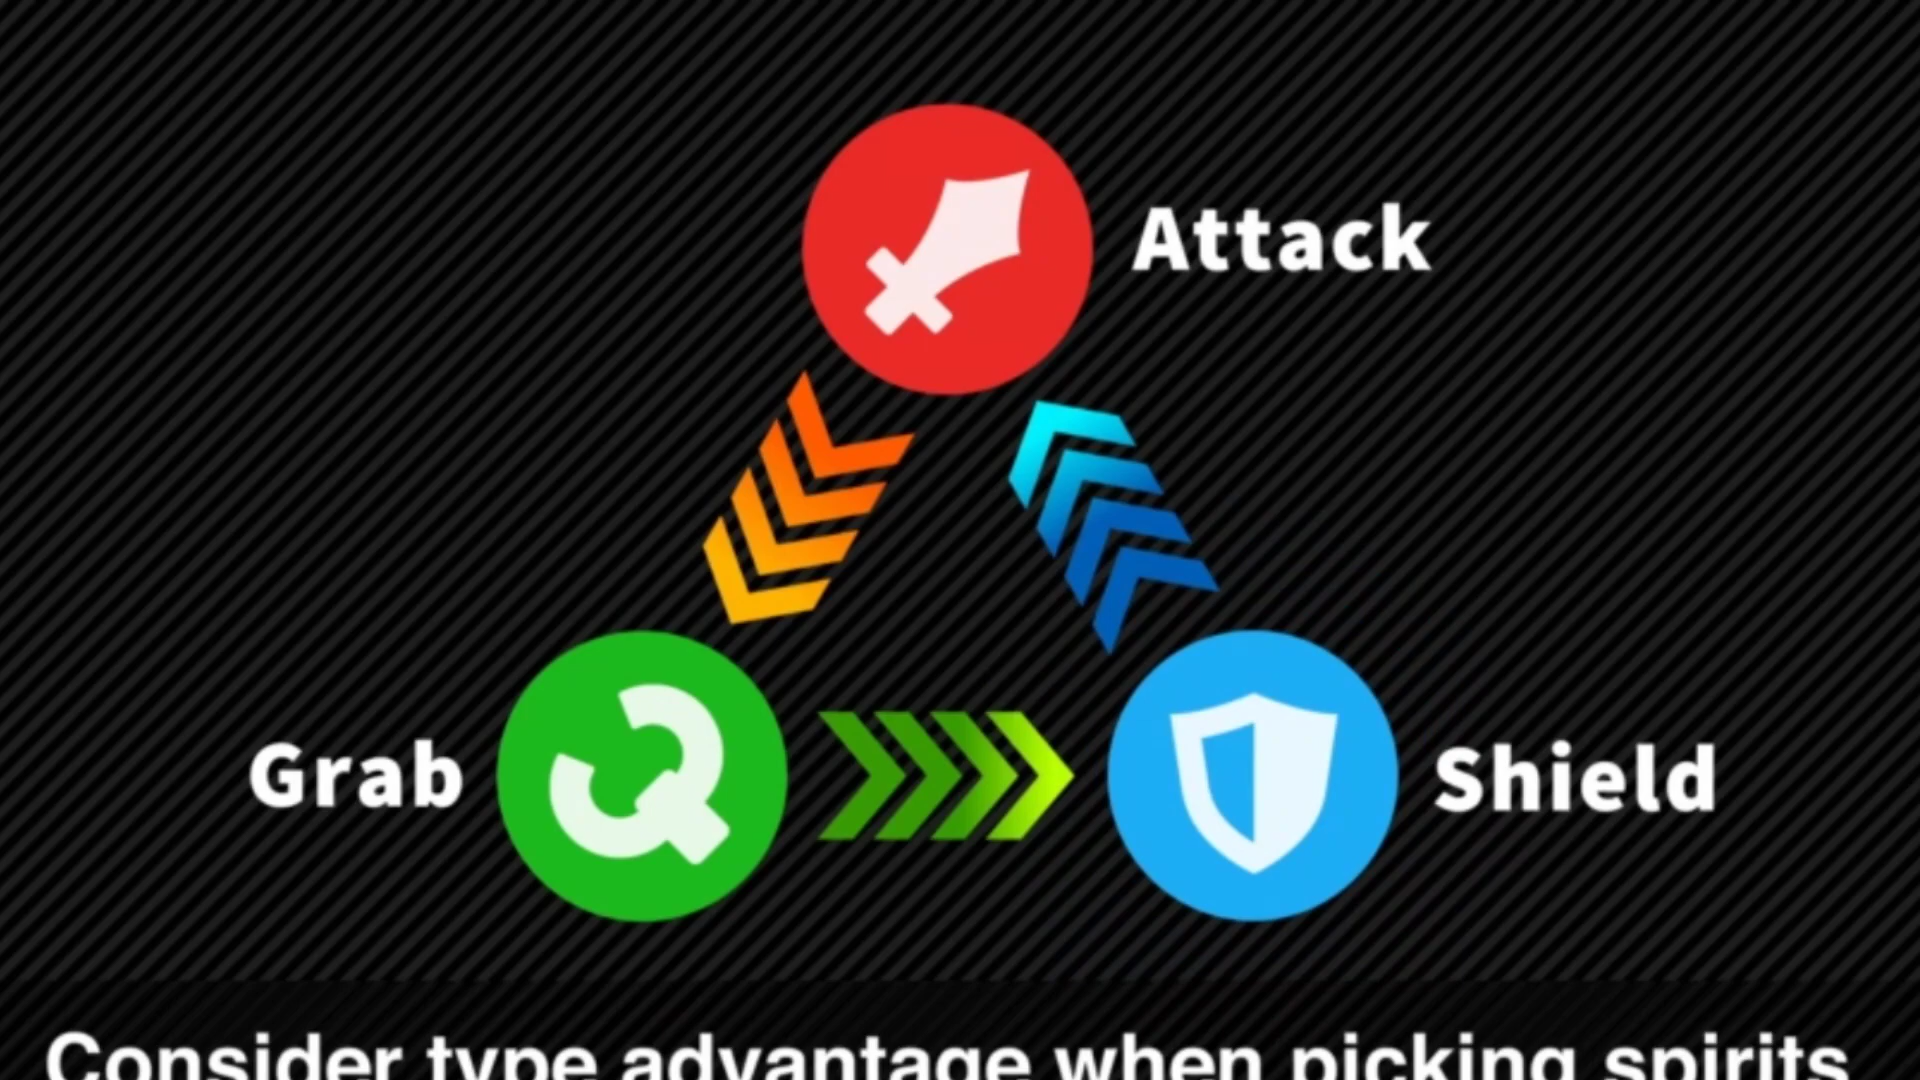 Attack
Grab
Shield
Consider type advantage when picking spirits